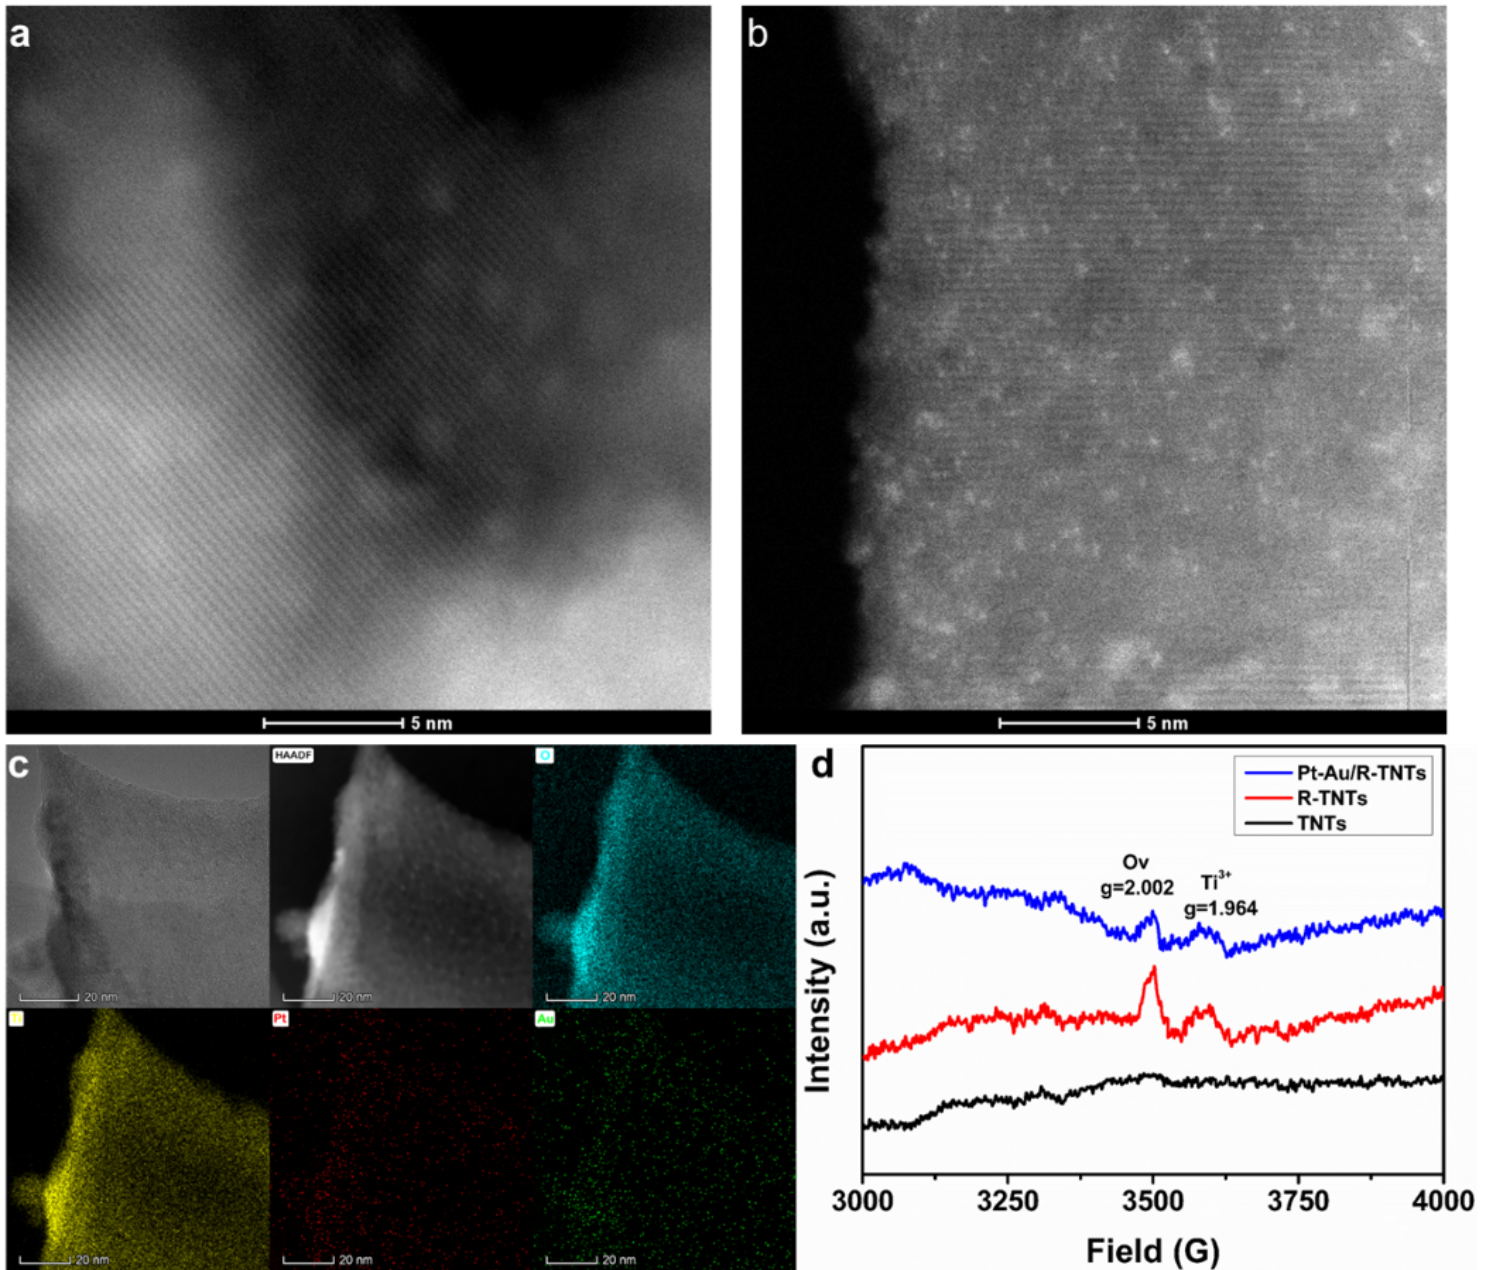 a
5 nm
b
5 nm
c
20 nm
HAADF
20 nm
O
20 nm
Ti
20 nm
Pt
20 nm
Au
20 nm
d
Pt-Au/R-TNTs
R-TNTs
TNTs
Ov
g=2.002
Ti³⁺
g=1.964
Intensity (a.u.)
3000 3250 3500 3750 4000
Field (G)